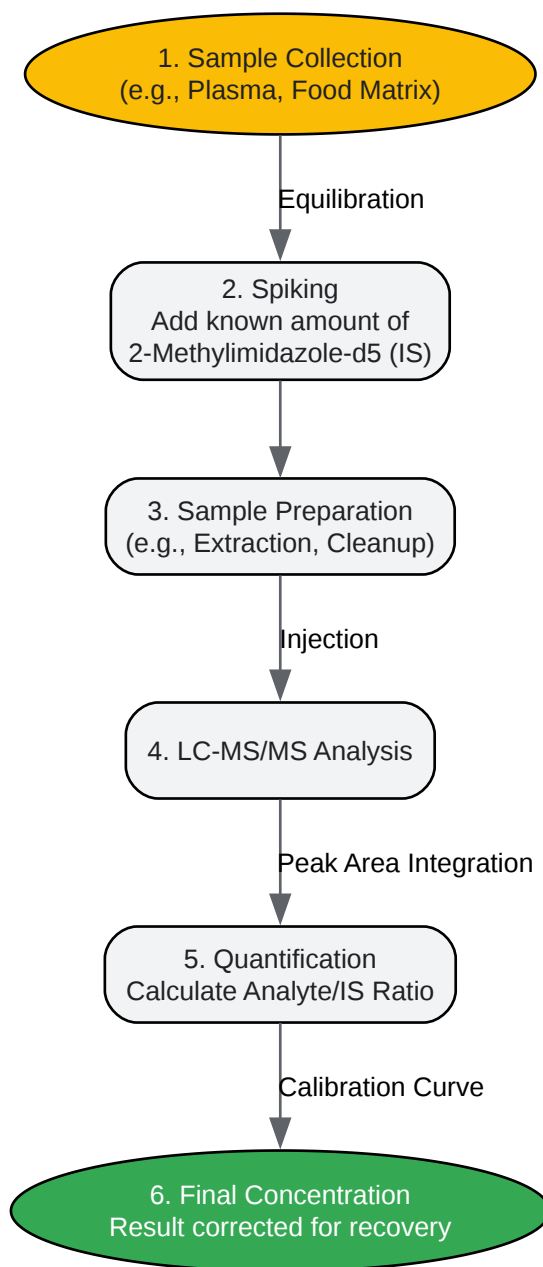 1. Sample Collection
(e.g., Plasma, Food Matrix)
Equilibration
2. Spiking
Add known amount of
2-Methylimidazole-d5 (IS)
3. Sample Preparation
(e.g., Extraction, Cleanup)
Injection
4. LC-MS/MS Analysis
Peak Area Integration
5. Quantification
Calculate Analyte/IS Ratio
Calibration Curve
6. Final Concentration
Result corrected for recovery